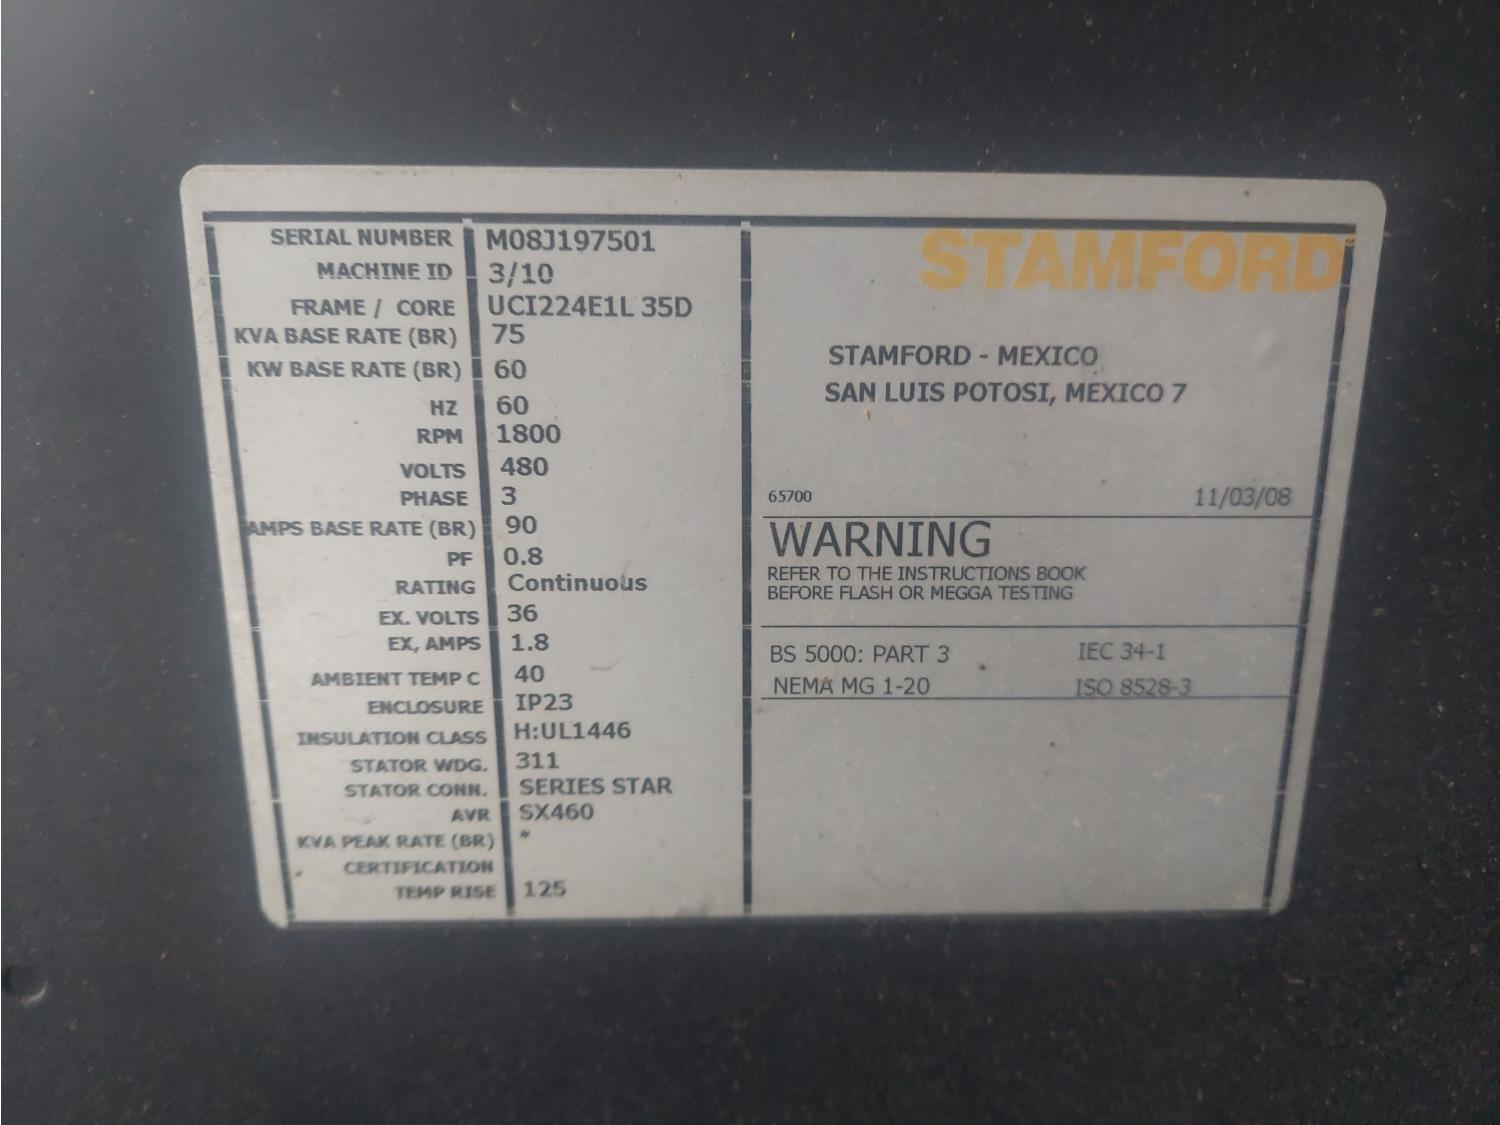 SERIAL NUMBER M08J197501
MACHINE ID 3/10
FRAME / CORE UCI224E1L 35D
KVA BASE RATE (BR) 75
KW BASE RATE (BR) 60
HZ 60
RPM 1800
VOLTS 480
PHASE 3
AMPS BASE RATE (BR) 90
PF 0.8
RATING Continuous
EX. VOLTS 36
EX, AMPS 1.8
AMBIENT TEMP C 40
ENCLOSURE IP23
INSULATION CLASS H:UL1446
STATOR WDG. 311
STATOR CONN. SERIES STAR
AVR SX460
KVA PEAK RATE (BR) *
CERTIFICATION
TEMP RISE 125
STAMFORD
STAMFORD - MEXICO
SAN LUIS POTOSI, MEXICO 7
65700 11/03/08
WARNING
REFER TO THE INSTRUCTIONS BOOK
BEFORE FLASH OR MEGGA TESTING
BS 5000: PART 3 IEC 34-1
NEMA MG 1-20 ISO 8528-3